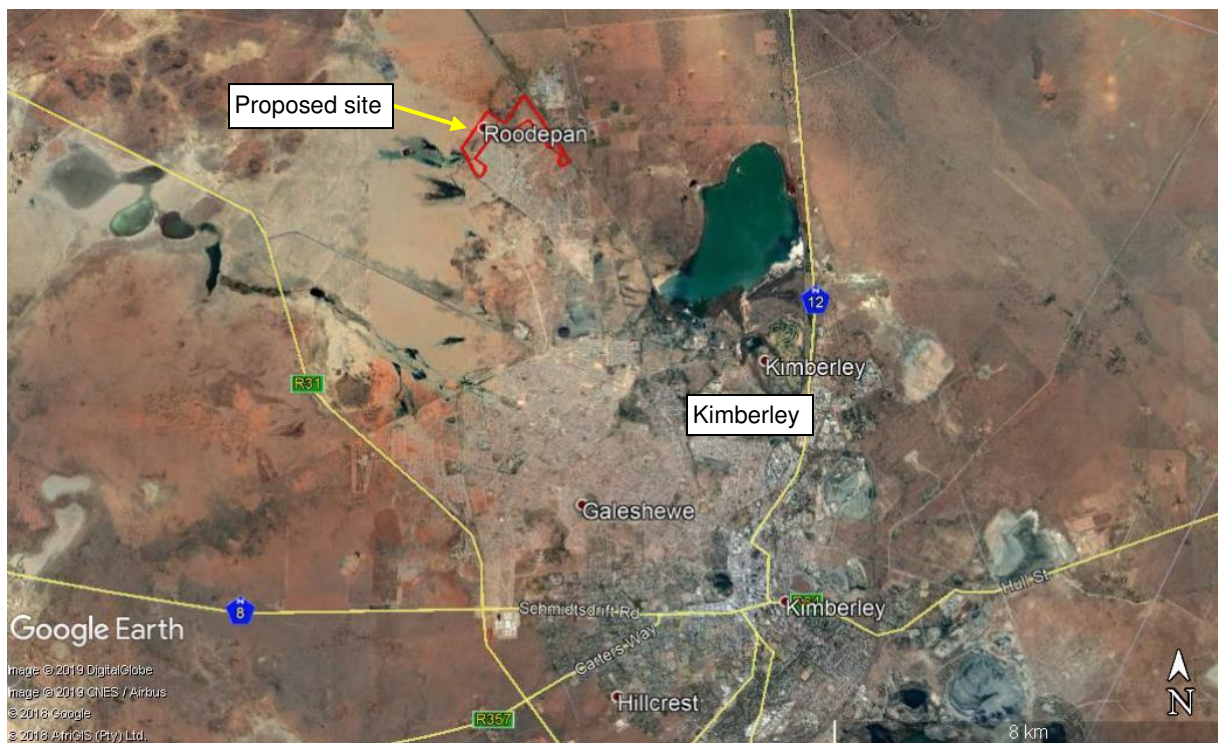 Proposed site
Roodepan
N
12
Kimberley
R31
Kimberley
Galeshewe
Hull St
N
8
Schmidtsdrift Rd
R64
Kimberley
Google Earth
Carters Way
Image © 2019 DigitalGlobe
Image © 2019 CNES / Airbus
© 2018 Google
© 2018 AfriGIS (Pty) Ltd.
Hillcrest
R357
N
8 km